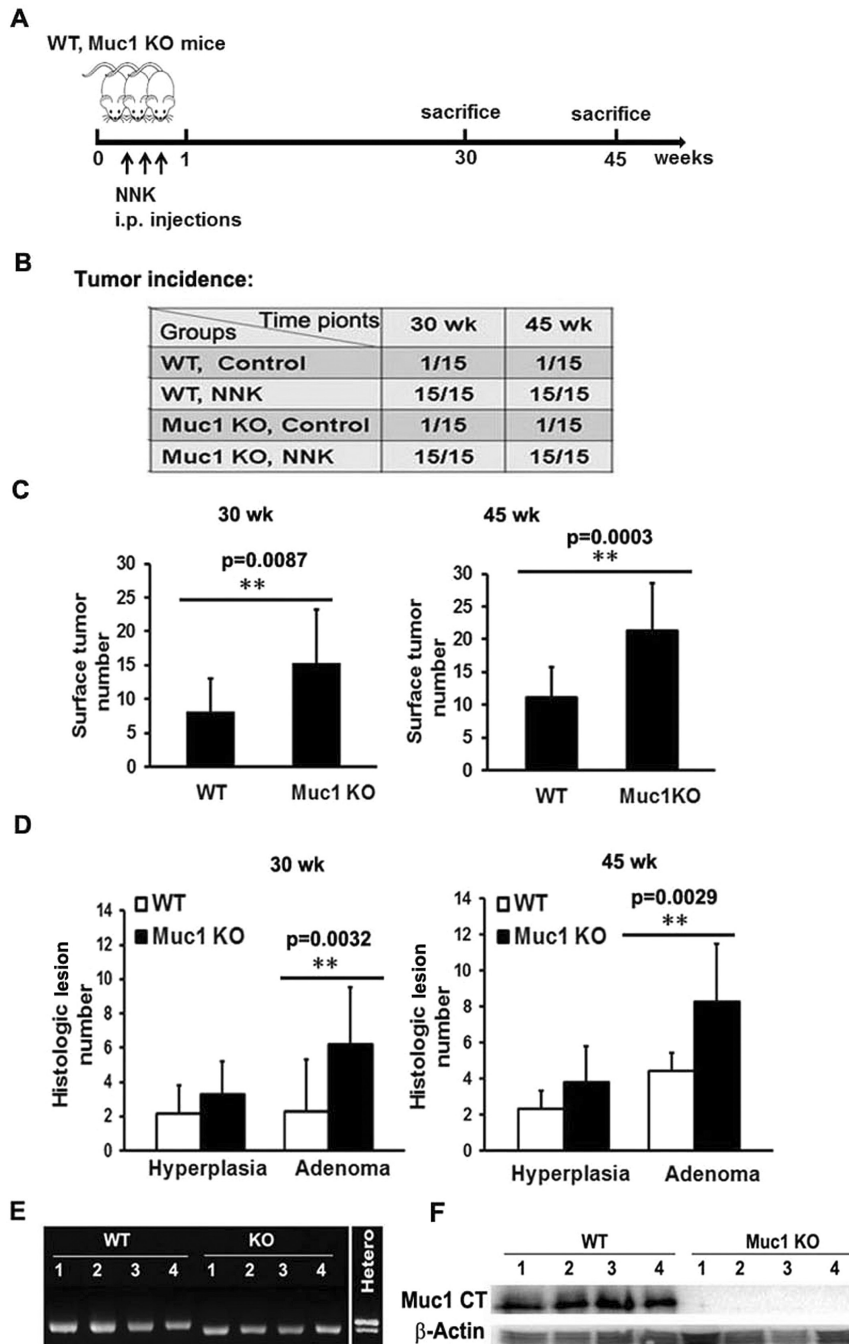 A
WT, Muc1 KO mice
sacrifice
sacrifice
0
1
30
45
weeks
NNK
i.p. injections
B
Tumor incidence:
Groups Time pionts 30 wk 45 wk
WT, Control 1/15 1/15
WT, NNK 15/15 15/15
Muc1 KO, Control 1/15 1/15
Muc1 KO, NNK 15/15 15/15
C
30 wk
p=0.0087
**
Surface tumor
number
30
25
20
15
10
5
0
WT
Muc1 KO
45 wk
p=0.0003
**
Surface tumor
number
30
25
20
15
10
5
0
WT
Muc1KO
D
30 wk
WT
Muc1 KO
p=0.0032
**
Histologic lesion
number
14
12
10
8
6
4
2
0
Hyperplasia
Adenoma
45 wk
WT
Muc1 KO
p=0.0029
**
Histologic lesion
number
14
12
10
8
6
4
2
0
Hyperplasia
Adenoma
E
WT
KO
Hetero
1 2 3 4 1 2 3 4
F
WT
Muc1 KO
1 2 3 4 1 2 3 4
Muc1 CT
β-Actin